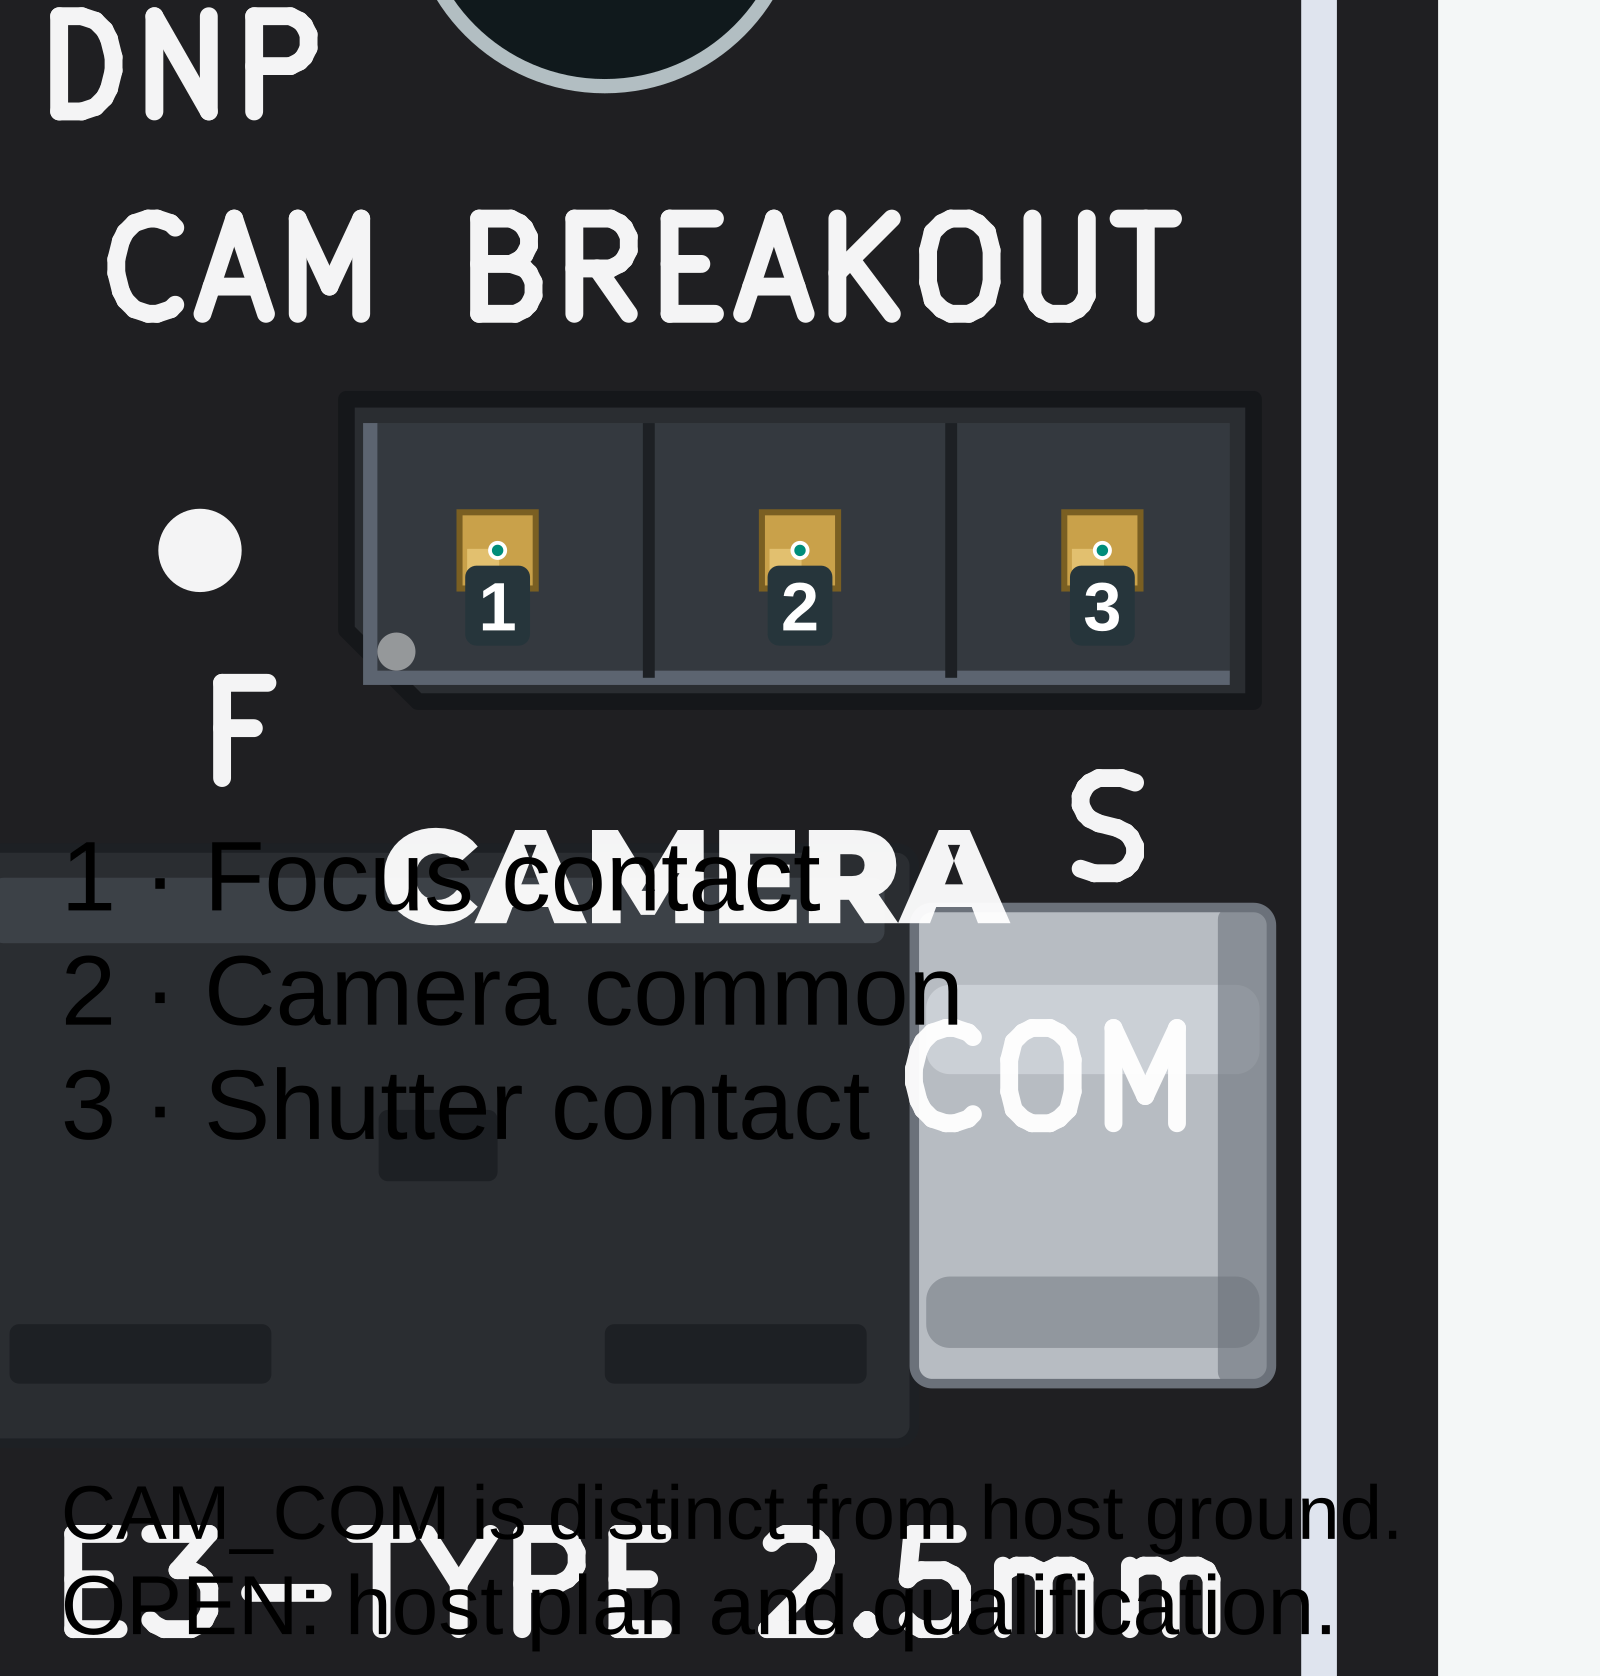 DNP
CAM BREAKOUT
1 2 3
F
S
CAMERA
1 · Focus contact
2 · Camera common
COM
3 · Shutter contact
CAM_COM is distinct from host ground.
E3-TYPE 2.5mm
OPEN: host plan and qualification.